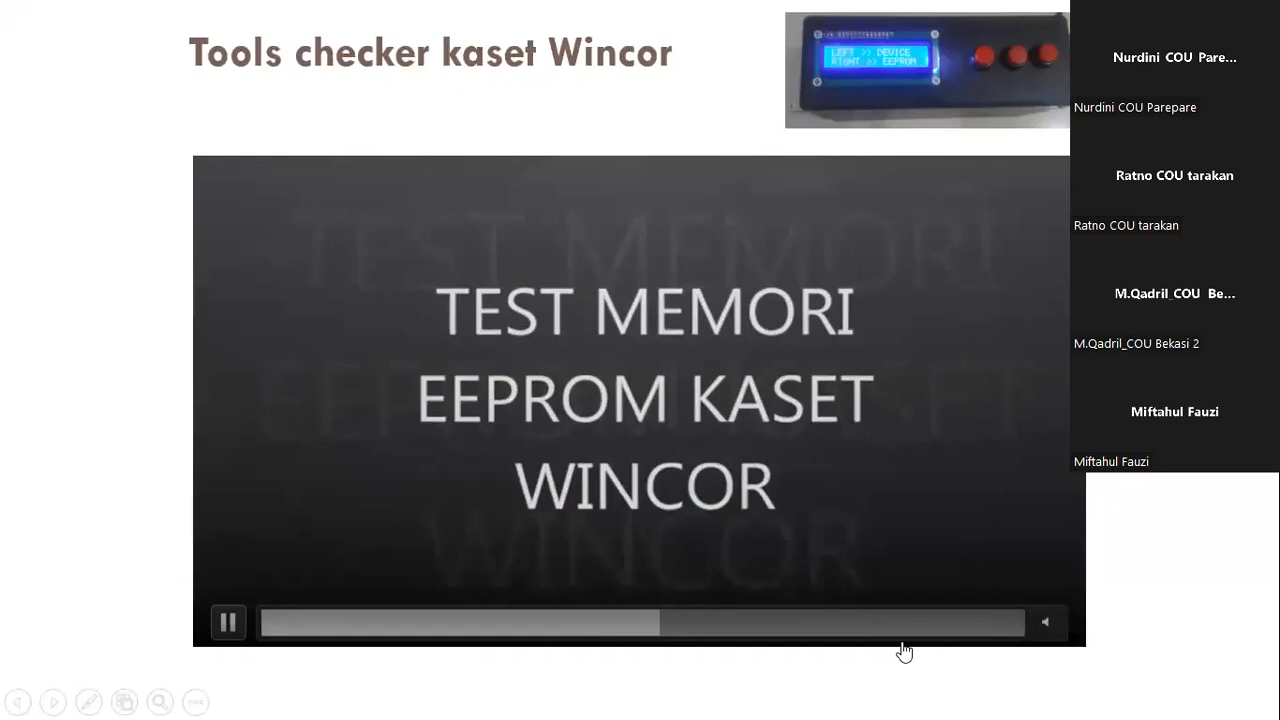 Tools checker kaset Wincor
LEFT >> DEVICE
RIGHT >> EEPROM
TEST MEMORI
EEPROM KASET
WINCOR
Nurdini COU Pare...
Nurdini COU Parepare
Ratno COU tarakan
Ratno COU tarakan
M.Qadril_COU Be...
M.Qadril_COU Bekasi 2
Miftahul Fauzi
Miftahul Fauzi